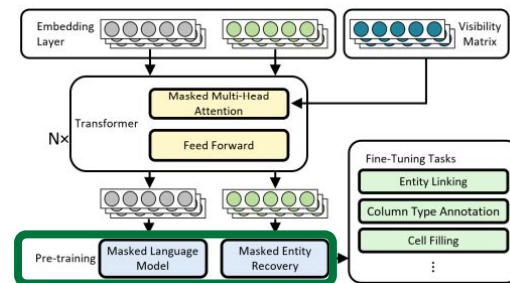 Embedding
Layer
Visibility
Matrix
N×
Transformer
Masked Multi-Head
Attention
Feed Forward
Fine-Tuning Tasks
Entity Linking
Column Type Annotation
Cell Filling
⋮
Pre-training
Masked Language
Model
Masked Entity
Recovery